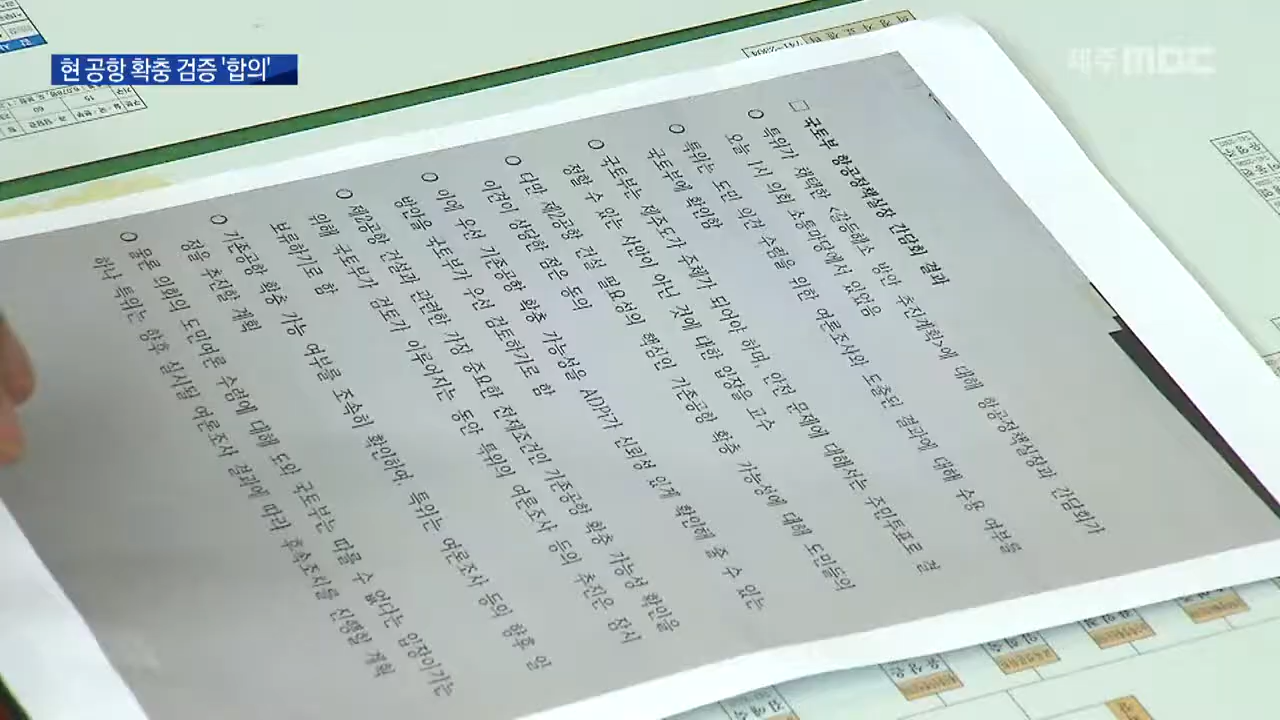 현 공항 확충 검증 '합의'
제주MBC
□ 국토부 항공정책실장 간담회 결과
○ 특위가 채택한 <갈등해소 방안 추진계획>에 대해 항공정책실장과 간담회가
오늘 1시 의회 소통마당에서 있었음
○ 특위는 도민 의견 수렴을 위한 여론조사와 도출된 결과에 대해 수용 여부를
국토부에 확인함
○ 국토부는 제주도가 주체가 되어야 하며, 안전 문제에 대해서는 주민투표로 결
정할 수 있는 사안이 아닌 것에 대한 입장을 고수
○ 다만 제2공항 건설 필요성의 핵심인 기존공항 확충 가능성에 대해 도민들의
이견이 상당한 점은 동의
○ 이에 우선 기존공항 확충 가능성을 ADPi가 신뢰성 있게 확인해 줄 수 있는
방안을 국토부가 우선 검토하기로 함
○ 제2공항 건설과 관련한 가장 중요한 전제조건인 기존공항 확충 가능성 확인을
위해 국토부가 검토가 이루어지는 동안 특위의 여론조사 등의 추진은 잠시
보류하기로 함
○ 기존공항 확충 가능 여부를 조속히 확인하여, 특위는 여론조사 등의 향후 일
정을 추진할 계획
○ 물론 의회의 도민여론 수렴에 대해 도와 국토부는 따를 수 없다는 입장이기는
하나 특위는 향후 실시될 여론조사 결과에 따라 후속조치를 진행할 계획